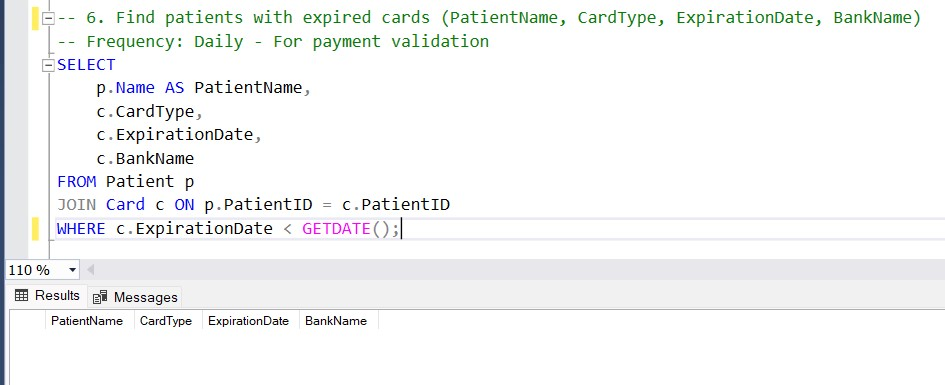 -- 6. Find patients with expired cards (PatientName, CardType, ExpirationDate, BankName)
-- Frequency: Daily - For payment validation
SELECT
p.Name AS PatientName,
c.CardType,
c.ExpirationDate,
c.BankName
FROM Patient p
JOIN Card c ON p.PatientID = c.PatientID
WHERE c.ExpirationDate < GETDATE();
110 %
Results Messages
PatientName CardType ExpirationDate BankName